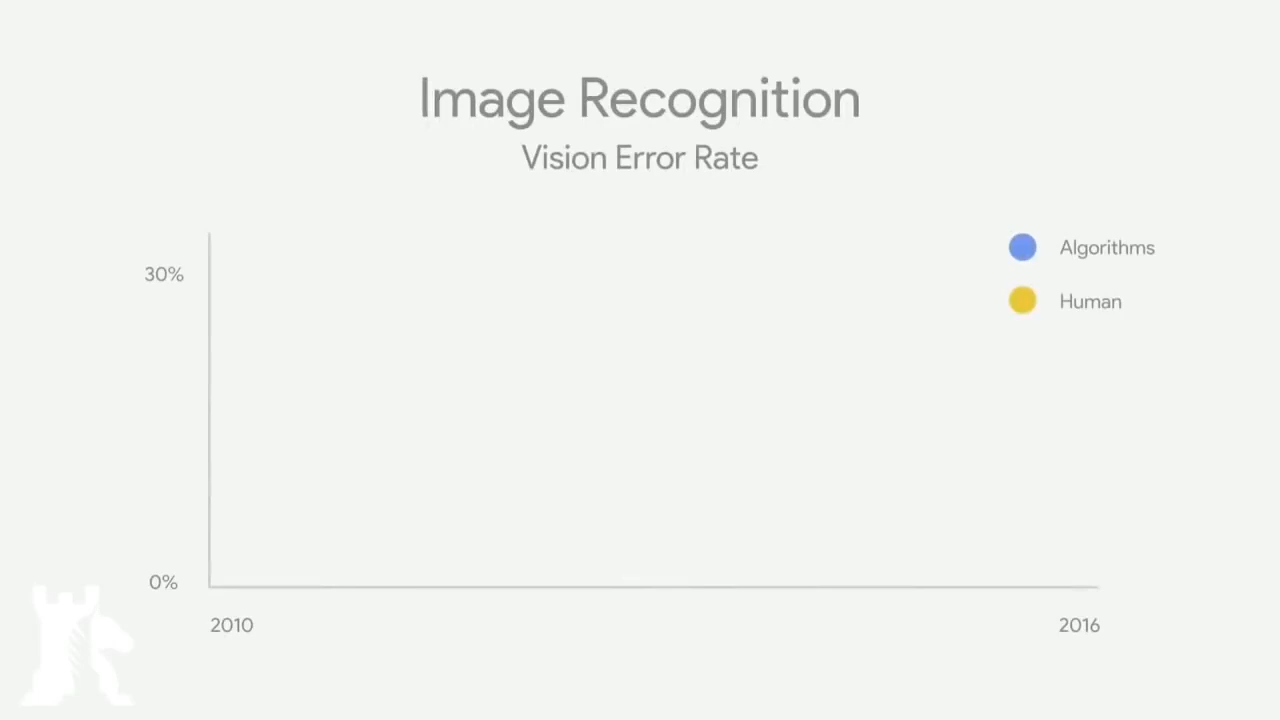 Image Recognition
Vision Error Rate
30%
Algorithms
Human
0%
2010
2016